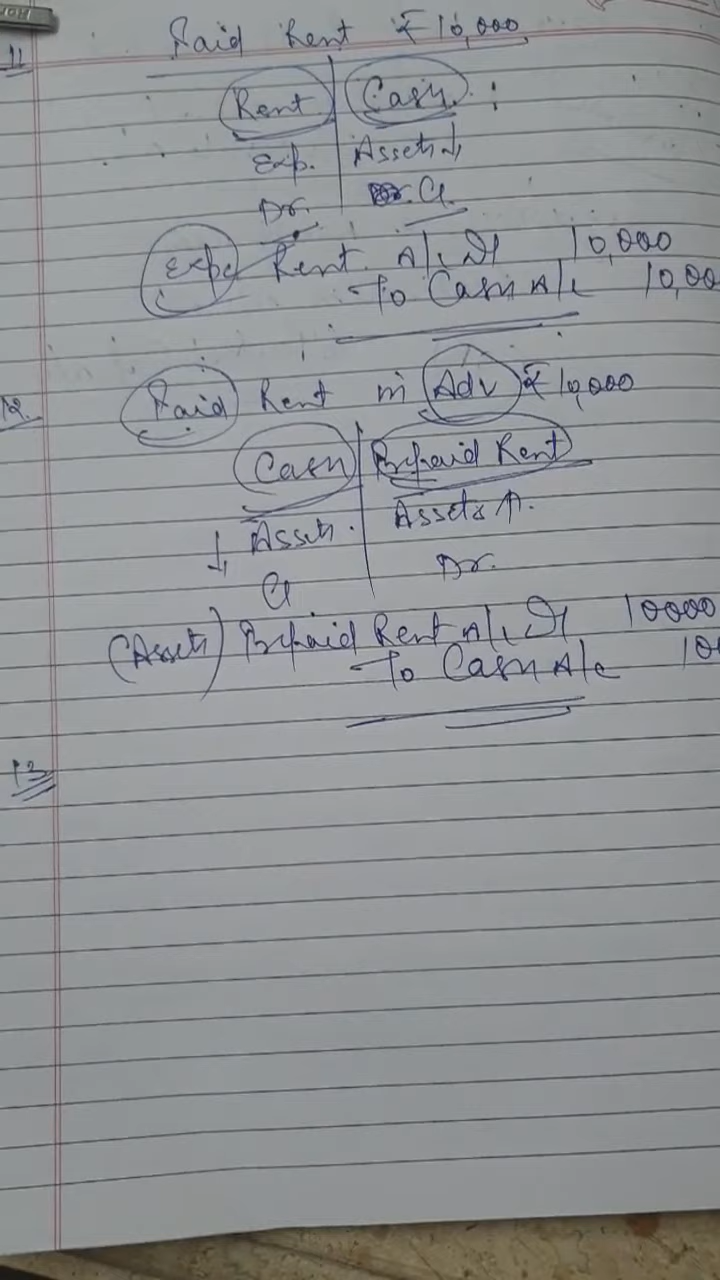 11 Paid Rent ₹ 10,000
Rent Cash :
Exp. Assets ↓
Dr. Cr.
Exp. Rent A/c Dr 10,000
To Cash A/c 10,00
12. Paid Rent in Adv ₹ 10,000
Cash Prepaid Rent
↓ Assets. Assets ↑.
Cr Dr.
(Assets) Prepaid Rent A/c Dr 10000
To Cash A/c 10
13